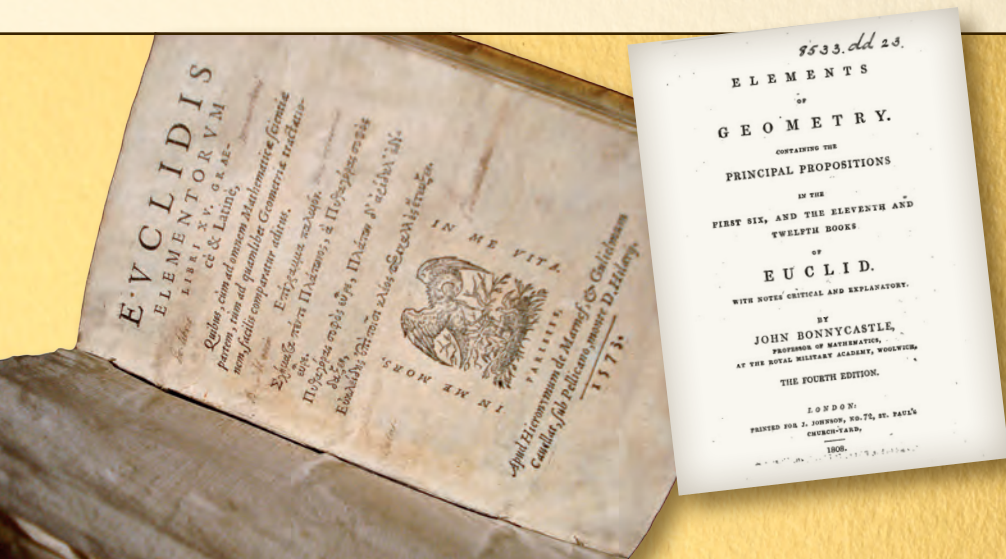 E·VCLIDIS
ELEMENTORVM
LIBRI XV. GRÆ-
cè & Latinè,
Quibus, cùm ad omnem Mathematicæ scientiæ
partem, tum ad quamlibet Geometriæ tractatio-
nem, facilis comparatur aditus.
Ἐπίγραμμα παλαιόν.
IN ME VITA.
IN ME MORS
PARISIIS,
Apud Hieronymum de Marnef, & Gulielmum
Cauellat, sub Pelicano, monte D. Hilarij.
1573.
8533.dd 23.
ELEMENTS
OF
GEOMETRY.
CONTAINING THE
PRINCIPAL PROPOSITIONS
IN THE
FIRST SIX, AND THE ELEVENTH AND
TWELFTH BOOKS
OF
EUCLID.
WITH NOTES CRITICAL AND EXPLANATORY.
BY
JOHN BONNYCASTLE,
PROFESSOR OF MATHEMATICS,
AT THE ROYAL MILITARY ACADEMY, WOOLWICH,
THE FOURTH EDITION.
LONDON:
PRINTED FOR J. JOHNSON, NO. 72, ST. PAUL'S
CHURCH-YARD,
1808.